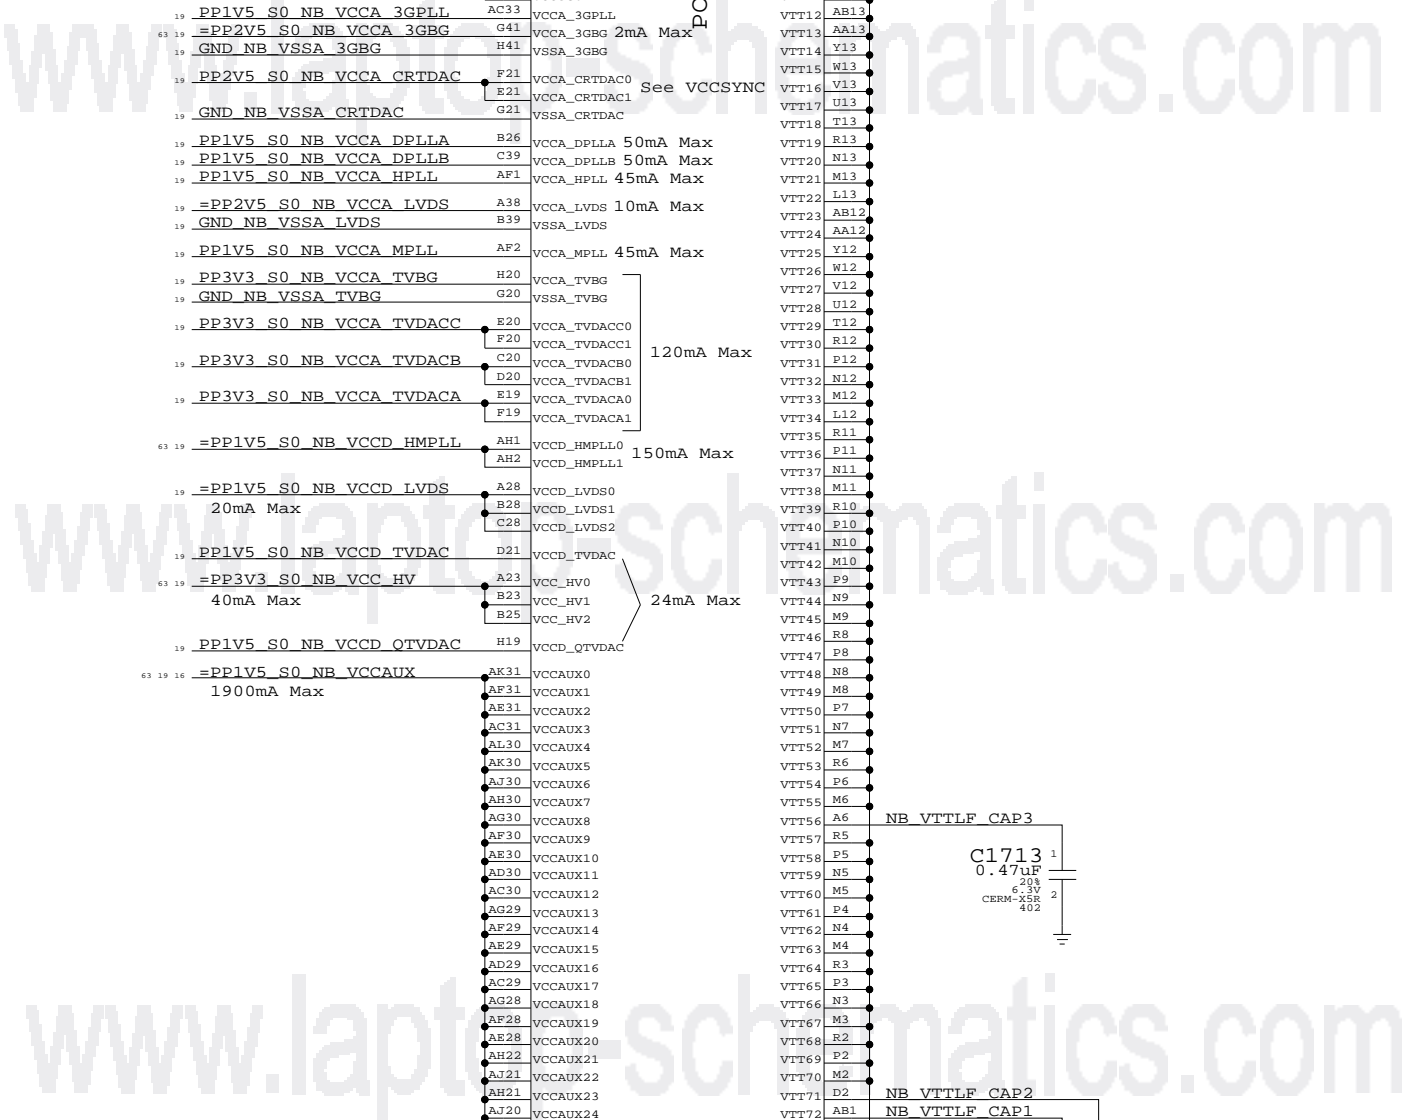 19 PP1V5_S0_NB_VCCA_3GPLL AC33 VCCA_3GPLL
63 19 =PP2V5_S0_NB_VCCA_3GBG G41 VCCA_3GBG 2mA Max
19 GND_NB_VSSA_3GBG H41 VSSA_3GBG
19 PP2V5_S0_NB_VCCA_CRTDAC F21 VCCA_CRTDAC0
E21 VCCA_CRTDAC1
See VCCSYNC
19 GND_NB_VSSA_CRTDAC G21 VSSA_CRTDAC
19 PP1V5_S0_NB_VCCA_DPLLA B26 VCCA_DPLLA 50mA Max
19 PP1V5_S0_NB_VCCA_DPLLB C39 VCCA_DPLLB 50mA Max
19 PP1V5_S0_NB_VCCA_HPLL AF1 VCCA_HPLL 45mA Max
19 =PP2V5_S0_NB_VCCA_LVDS A38 VCCA_LVDS 10mA Max
19 GND_NB_VSSA_LVDS B39 VSSA_LVDS
19 PP1V5_S0_NB_VCCA_MPLL AF2 VCCA_MPLL 45mA Max
19 PP3V3_S0_NB_VCCA_TVBG H20 VCCA_TVBG
19 GND_NB_VSSA_TVBG G20 VSSA_TVBG
19 PP3V3_S0_NB_VCCA_TVDACC E20 VCCA_TVDACC0
F20 VCCA_TVDACC1
120mA Max
19 PP3V3_S0_NB_VCCA_TVDACB C20 VCCA_TVDACB0
D20 VCCA_TVDACB1
19 PP3V3_S0_NB_VCCA_TVDACA E19 VCCA_TVDACA0
F19 VCCA_TVDACA1
63 19 =PP1V5_S0_NB_VCCD_HMPLL AH1 VCCD_HMPLL0
AH2 VCCD_HMPLL1
150mA Max
19 =PP1V5_S0_NB_VCCD_LVDS A28 VCCD_LVDS0
20mA Max B28 VCCD_LVDS1
C28 VCCD_LVDS2
19 PP1V5_S0_NB_VCCD_TVDAC D21 VCCD_TVDAC
63 19 =PP3V3_S0_NB_VCC_HV A23 VCC_HV0
40mA Max B23 VCC_HV1 24mA Max
B25 VCC_HV2
19 PP1V5_S0_NB_VCCD_QTVDAC H19 VCCD_QTVDAC
63 19 16 =PP1V5_S0_NB_VCCAUX AK31 VCCAUX0
1900mA Max AF31 VCCAUX1
AE31 VCCAUX2
AC31 VCCAUX3
AL30 VCCAUX4
AK30 VCCAUX5
AJ30 VCCAUX6
AH30 VCCAUX7
AG30 VCCAUX8
AF30 VCCAUX9
AE30 VCCAUX10
AD30 VCCAUX11
AC30 VCCAUX12
AG29 VCCAUX13
AF29 VCCAUX14
AE29 VCCAUX15
AD29 VCCAUX16
AC29 VCCAUX17
AG28 VCCAUX18
AF28 VCCAUX19
AE28 VCCAUX20
AH22 VCCAUX21
AJ21 VCCAUX22
AH21 VCCAUX23
AJ20 VCCAUX24
PO
VTT12 AB13
VTT13 AA13
VTT14 Y13
VTT15 W13
VTT16 V13
VTT17 U13
VTT18 T13
VTT19 R13
VTT20 N13
VTT21 M13
VTT22 L13
VTT23 AB12
VTT24 AA12
VTT25 Y12
VTT26 W12
VTT27 V12
VTT28 U12
VTT29 T12
VTT30 R12
VTT31 P12
VTT32 N12
VTT33 M12
VTT34 L12
VTT35 R11
VTT36 P11
VTT37 N11
VTT38 M11
VTT39 R10
VTT40 P10
VTT41 N10
VTT42 M10
VTT43 P9
VTT44 N9
VTT45 M9
VTT46 R8
VTT47 P8
VTT48 N8
VTT49 M8
VTT50 P7
VTT51 N7
VTT52 M7
VTT53 R6
VTT54 P6
VTT55 M6
VTT56 A6 NB_VTTLF_CAP3
VTT57 R5
VTT58 P5
VTT59 N5
VTT60 M5
VTT61 P4
VTT62 N4
VTT63 M4
VTT64 R3
VTT65 P3
VTT66 N3
VTT67 M3
VTT68 R2
VTT69 P2
VTT70 M2
VTT71 D2 NB_VTTLF_CAP2
VTT72 AB1 NB_VTTLF_CAP1
C1713 1
0.47uF
20%
6.3V 2
CERM-X5R
402
www.laptop-schematics.com
www.laptop-schematics.com
www.laptop-schematics.com